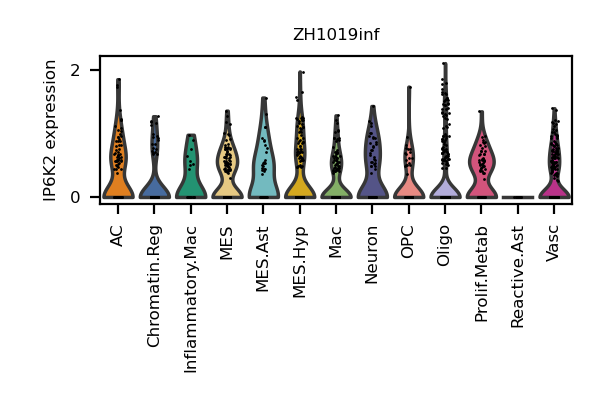 ZH1019inf
IP6K2 expression
2
0
AC
Chromatin.Reg
Inflammatory.Mac
MES
MES.Ast
MES.Hyp
Mac
Neuron
OPC
Oligo
Prolif.Metab
Reactive.Ast
Vasc